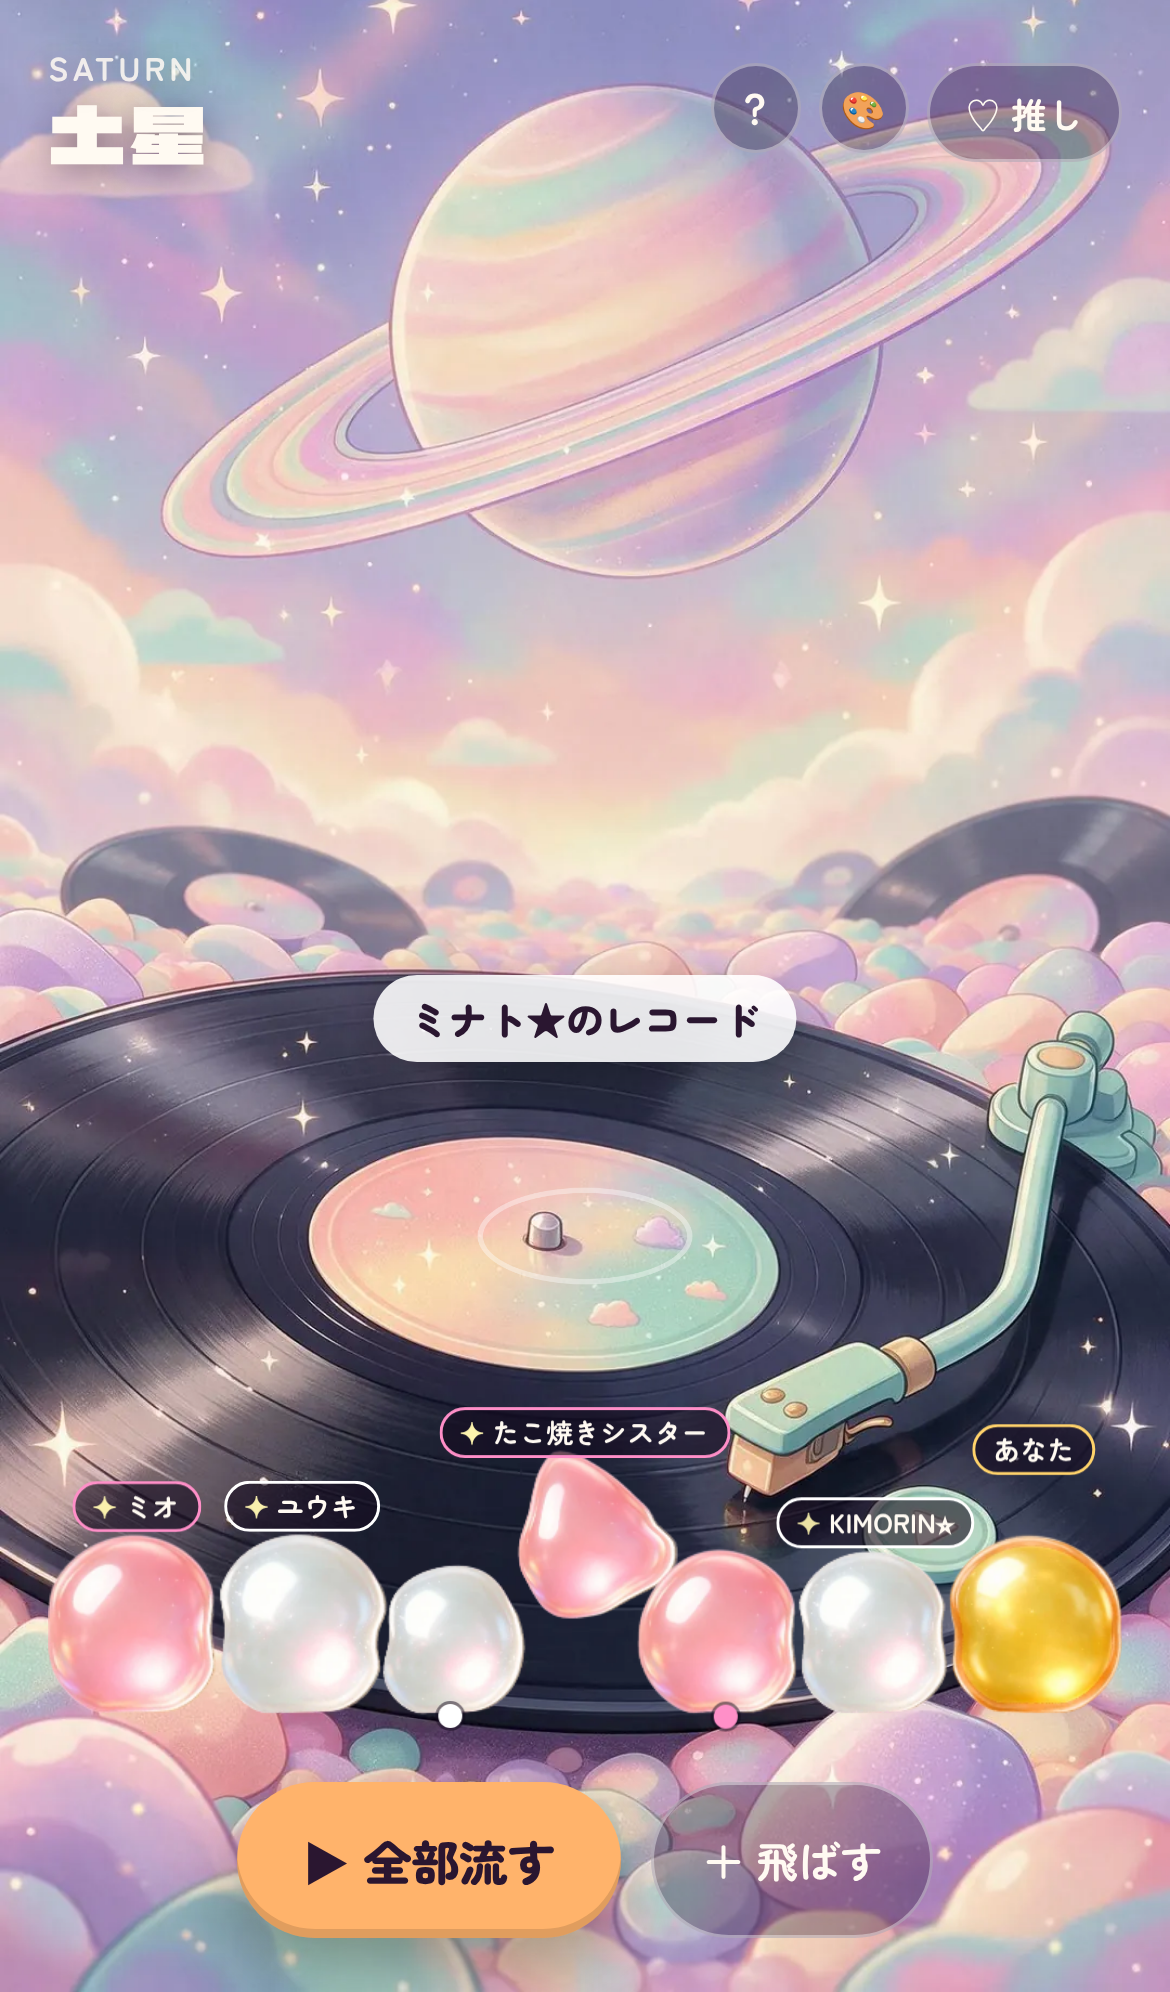 SATURN
土星
?
♡ 推し
ミナト★のレコード
✦ たこ焼きシスター
あなた
✦ ミオ
✦ ユウキ
✦ KIMORIN★
▶ 全部流す
＋ 飛ばす